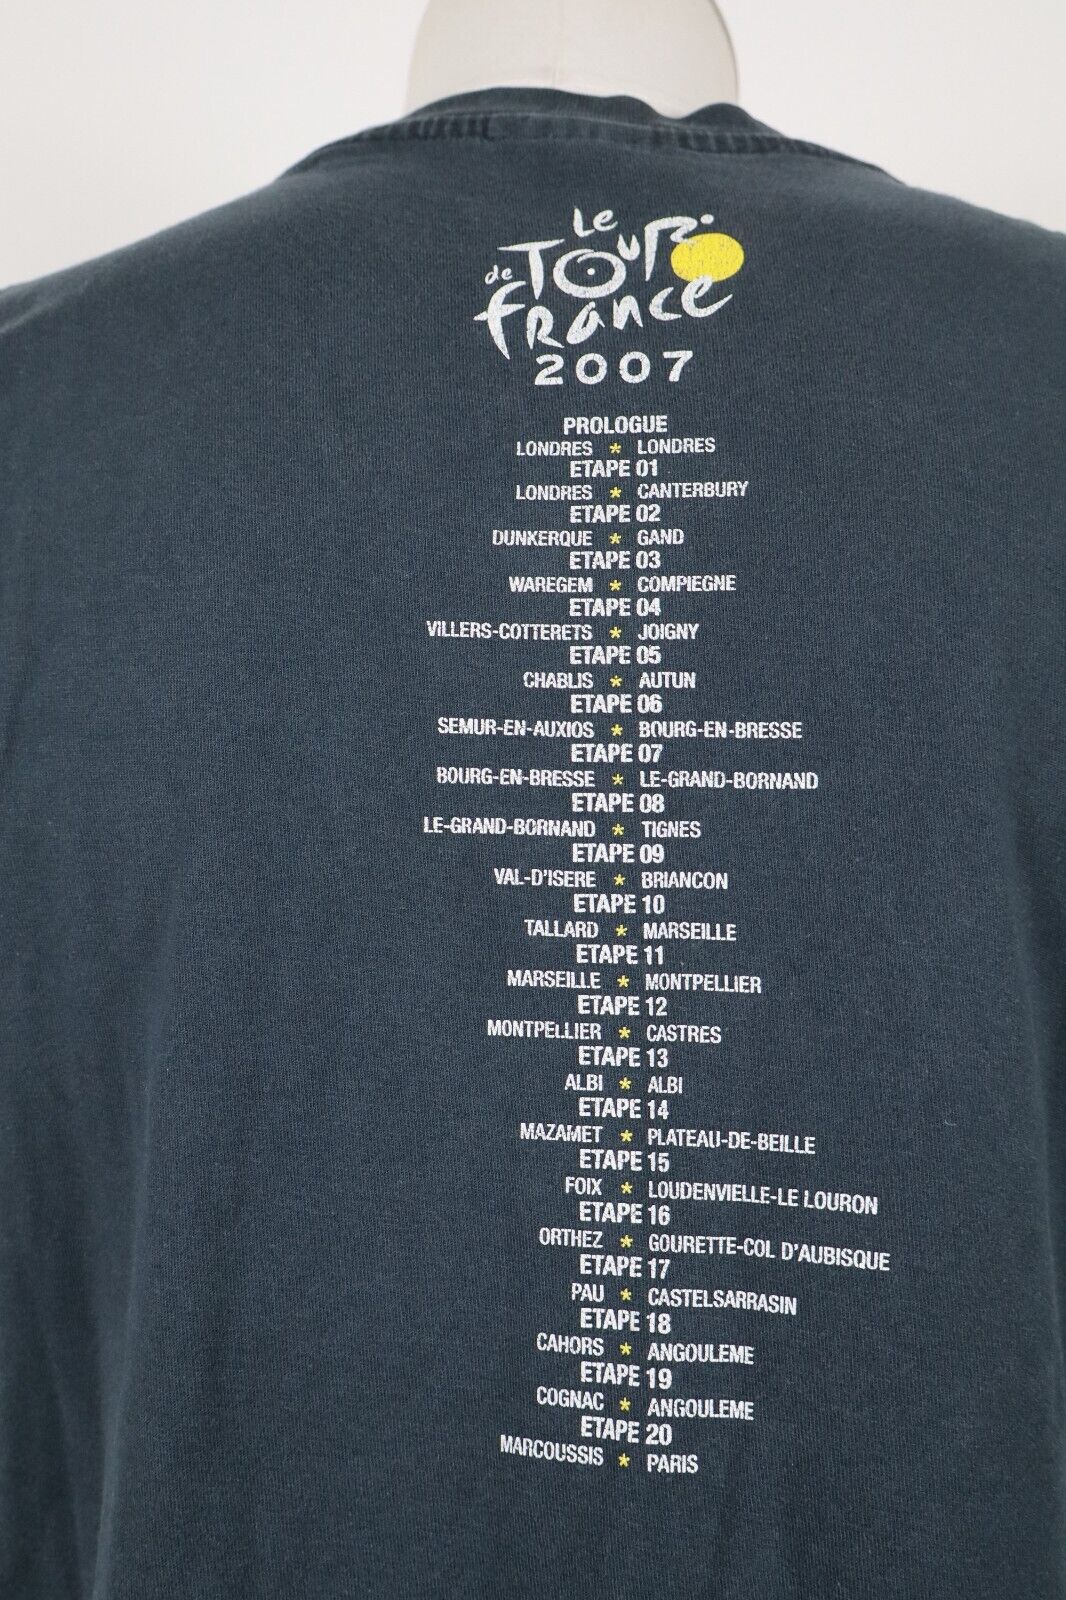 Le
de TOUR
FRance
2007
PROLOGUE
LONDRES * LONDRES
ETAPE 01
LONDRES * CANTERBURY
ETAPE 02
DUNKERQUE * GAND
ETAPE 03
WAREGEM * COMPIEGNE
ETAPE 04
VILLERS-COTTERETS * JOIGNY
ETAPE 05
CHABLIS * AUTUN
ETAPE 06
SEMUR-EN-AUXIOS * BOURG-EN-BRESSE
ETAPE 07
BOURG-EN-BRESSE * LE-GRAND-BORNAND
ETAPE 08
LE-GRAND-BORNAND * TIGNES
ETAPE 09
VAL-D'ISERE * BRIANCON
ETAPE 10
TALLARD * MARSEILLE
ETAPE 11
MARSEILLE * MONTPELLIER
ETAPE 12
MONTPELLIER * CASTRES
ETAPE 13
ALBI * ALBI
ETAPE 14
MAZAMET * PLATEAU-DE-BEILLE
ETAPE 15
FOIX * LOUDENVIELLE-LE LOURON
ETAPE 16
ORTHEZ * GOURETTE-COL D'AUBISQUE
ETAPE 17
PAU * CASTELSARRASIN
ETAPE 18
CAHORS * ANGOULEME
ETAPE 19
COGNAC * ANGOULEME
ETAPE 20
MARCOUSSIS * PARIS